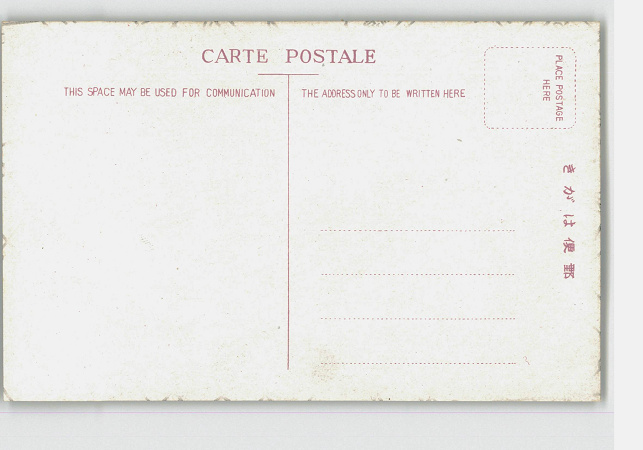 CARTE POSTALE
THIS SPACE MAY BE USED FOR COMMUNICATION
THE ADDRESS ONLY TO BE WRITTEN HERE
PLACE POSTAGE
HERE
郵便はがき